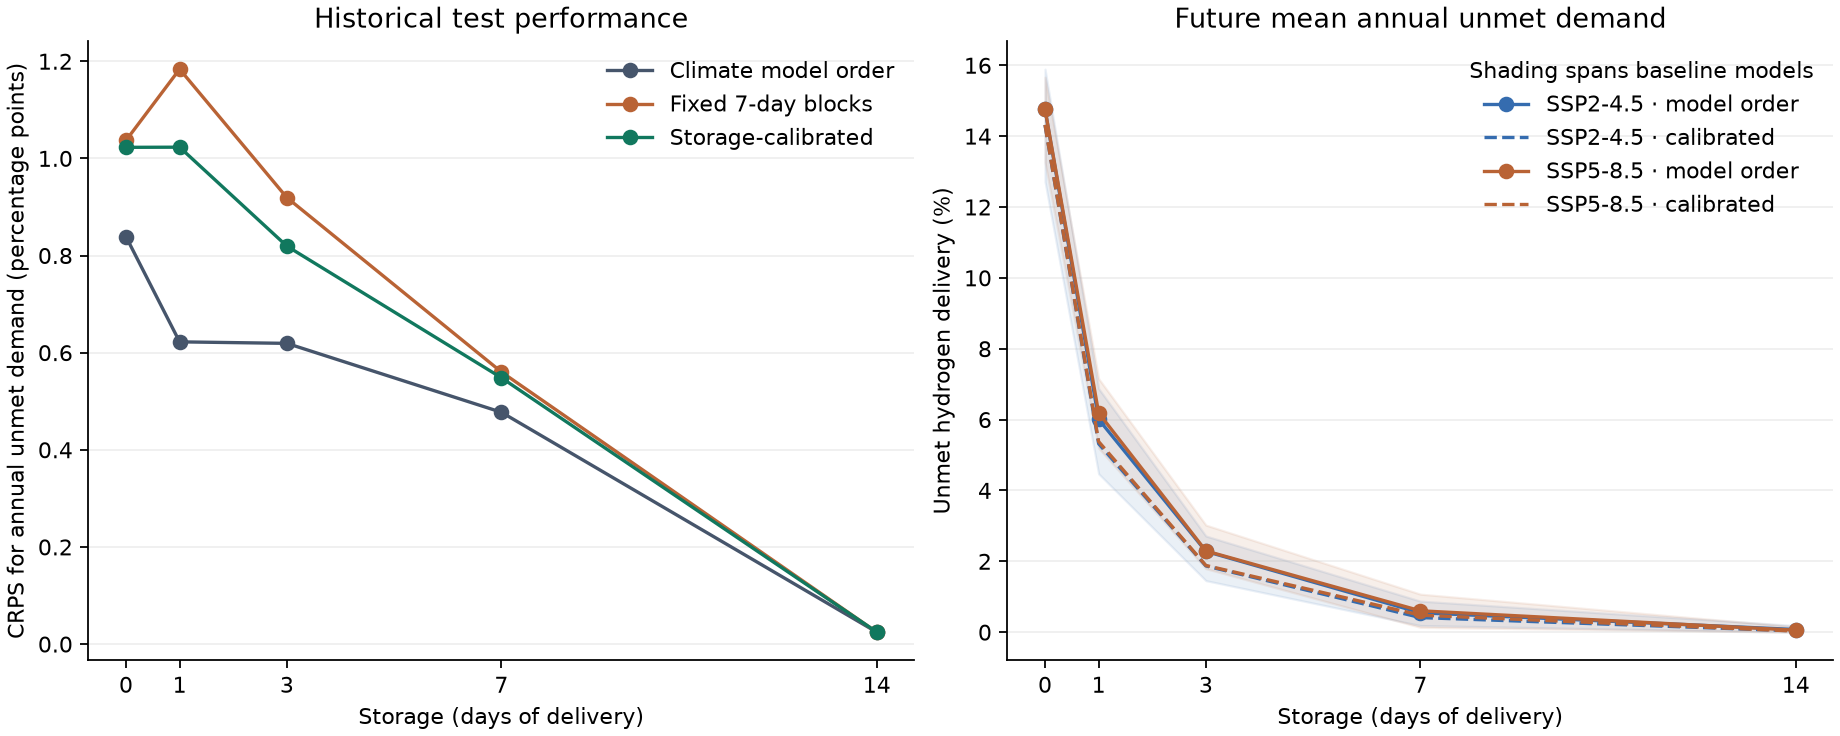 Historical test performance
CRPS for annual unmet demand (percentage points)
1.2
1.0
0.8
0.6
0.4
0.2
0.0
Climate model order
Fixed 7-day blocks
Storage-calibrated
0 1 3 7 14
Storage (days of delivery)
Future mean annual unmet demand
Unmet hydrogen delivery (%)
16
14
12
10
8
6
4
2
0
Shading spans baseline models
SSP2-4.5 · model order
SSP2-4.5 · calibrated
SSP5-8.5 · model order
SSP5-8.5 · calibrated
0 1 3 7 14
Storage (days of delivery)